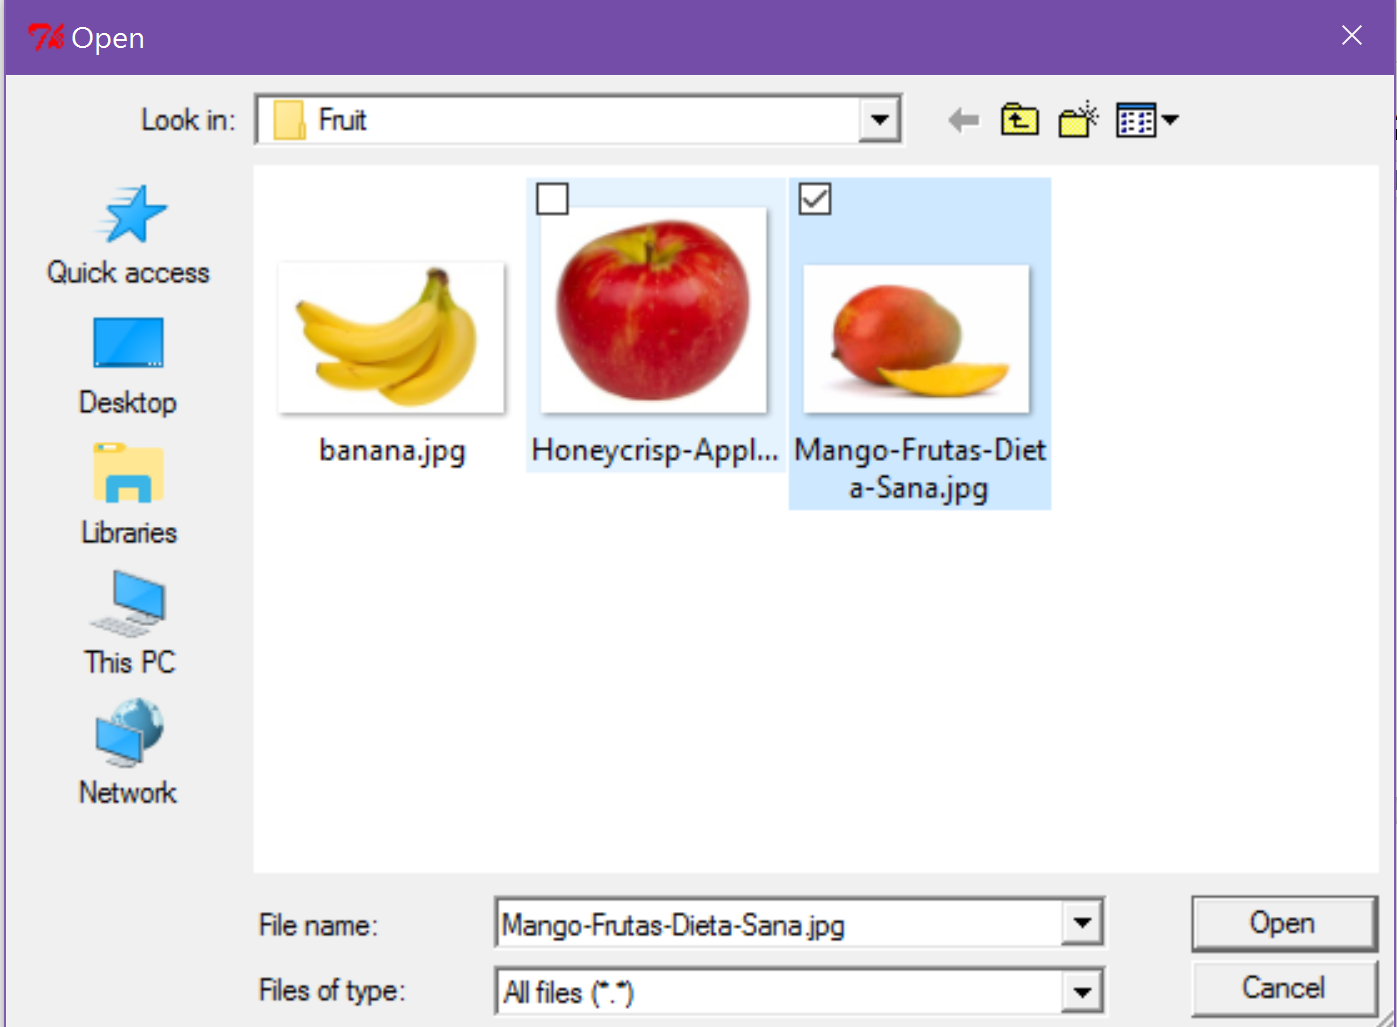 Open
Look in:
Fruit
Quick access
Desktop
Libraries
This PC
Network
banana.jpg
Honeycrisp-Appl...
Mango-Frutas-Diet
a-Sana.jpg
File name:
Mango-Frutas-Dieta-Sana.jpg
Open
Files of type:
All files (*.*)
Cancel